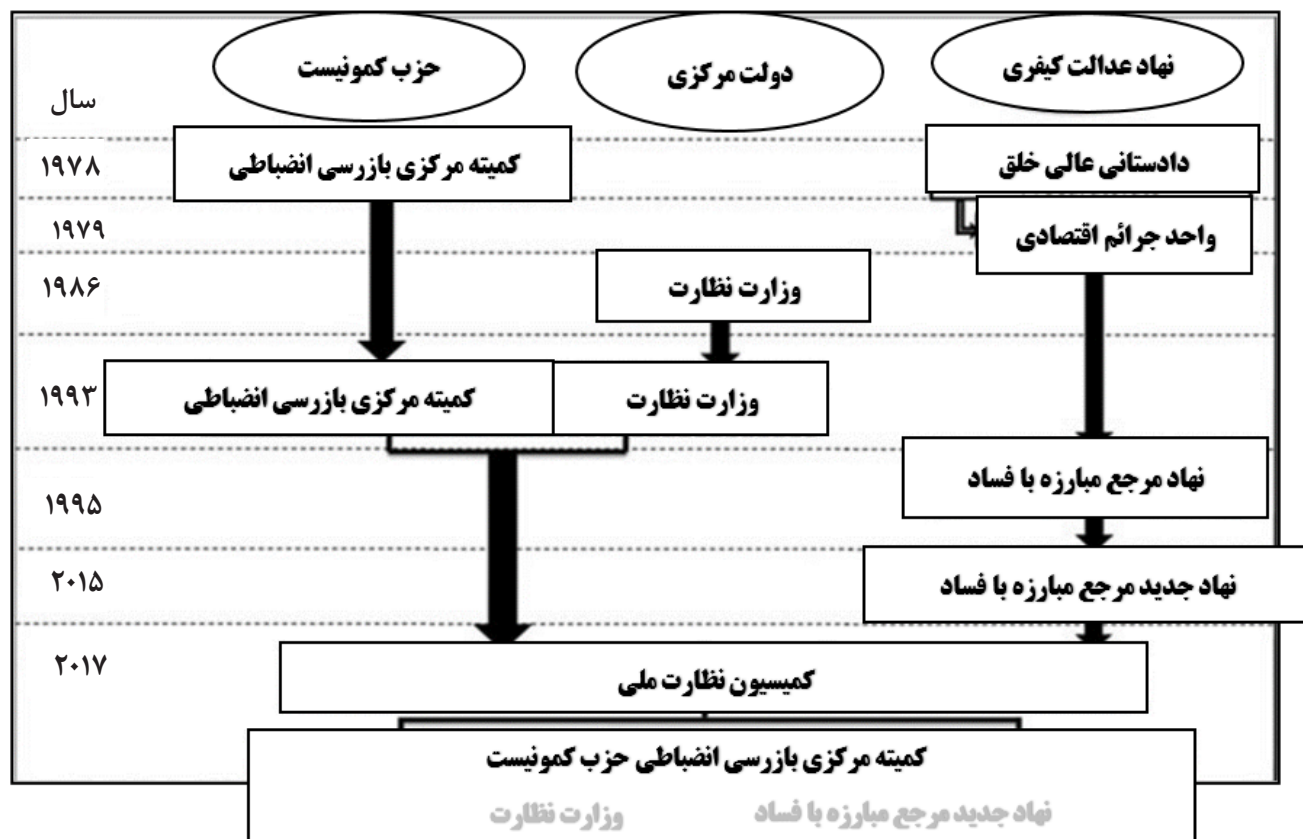 نهاد عدالت کیفری
دولت مرکزی
حزب کمونیست
سال
۱۹۷۸
دادستانی عالی خلق
کمیته مرکزی بازرسی انضباطی
۱۹۷۹
واحد جرائم اقتصادی
۱۹۸۶
وزارت نظارت
۱۹۹۳
وزارت نظارت
کمیته مرکزی بازرسی انضباطی
۱۹۹۵
نهاد مرجع مبارزه با فساد
۲۰۱۵
نهاد جدید مرجع مبارزه با فساد
۲۰۱۷
کمیسیون نظارت ملی
کمیته مرکزی بازرسی انضباطی حزب کمونیست
نهاد جدید مرجع مبارزه با فساد
وزارت نظارت